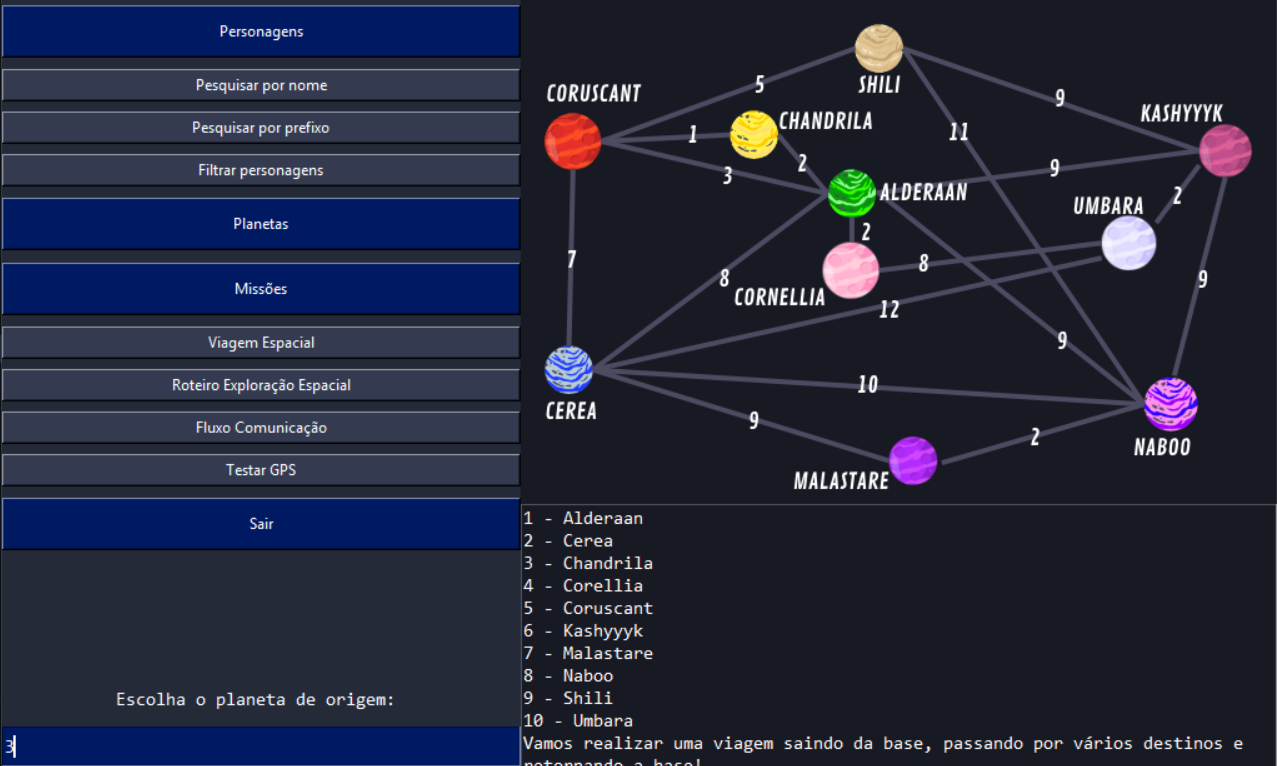 Personagens
Pesquisar por nome
Pesquisar por prefixo
Filtrar personagens
Planetas
Missões
Viagem Espacial
Roteiro Exploração Espacial
Fluxo Comunicação
Testar GPS
Sair
Escolha o planeta de origem:
3
SHILI
5
9
CORUSCANT
KASHYYYK
CHANDRILA
1
11
2
9
3
ALDERAAN
2
UMBARA
2
7
8
8
CORNELLIA
9
12
9
10
CEREA
9
2
NABOO
MALASTARE
1 - Alderaan
2 - Cerea
3 - Chandrila
4 - Corellia
5 - Coruscant
6 - Kashyyyk
7 - Malastare
8 - Naboo
9 - Shili
10 - Umbara
Vamos realizar uma viagem saindo da base, passando por vários destinos e
retornando a base!